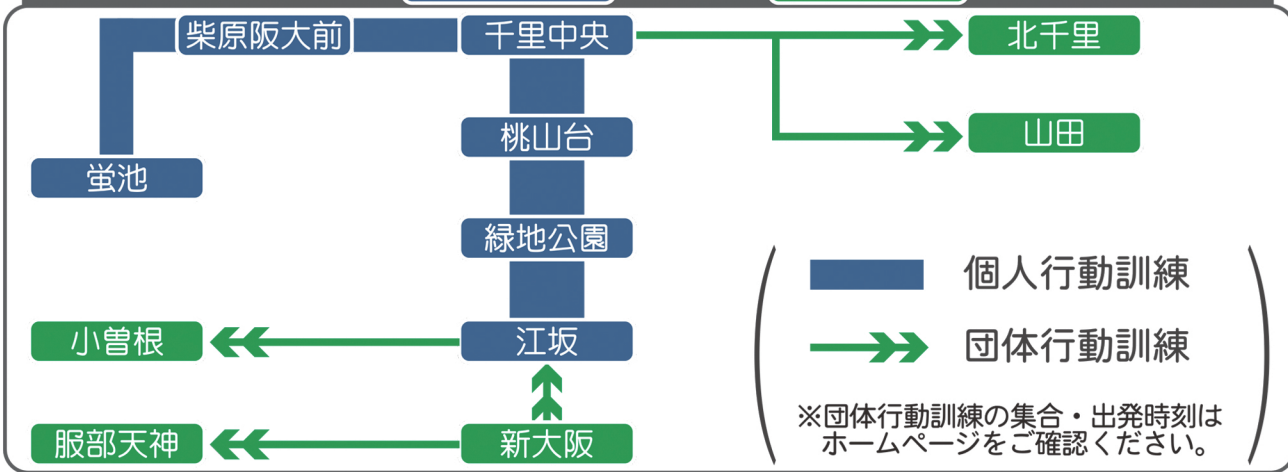 柴原阪大前
千里中央
北千里
桃山台
山田
蛍池
緑地公園
小曽根
江坂
服部天神
新大阪
個人行動訓練
団体行動訓練
※団体行動訓練の集合・出発時刻は
ホームページをご確認ください。